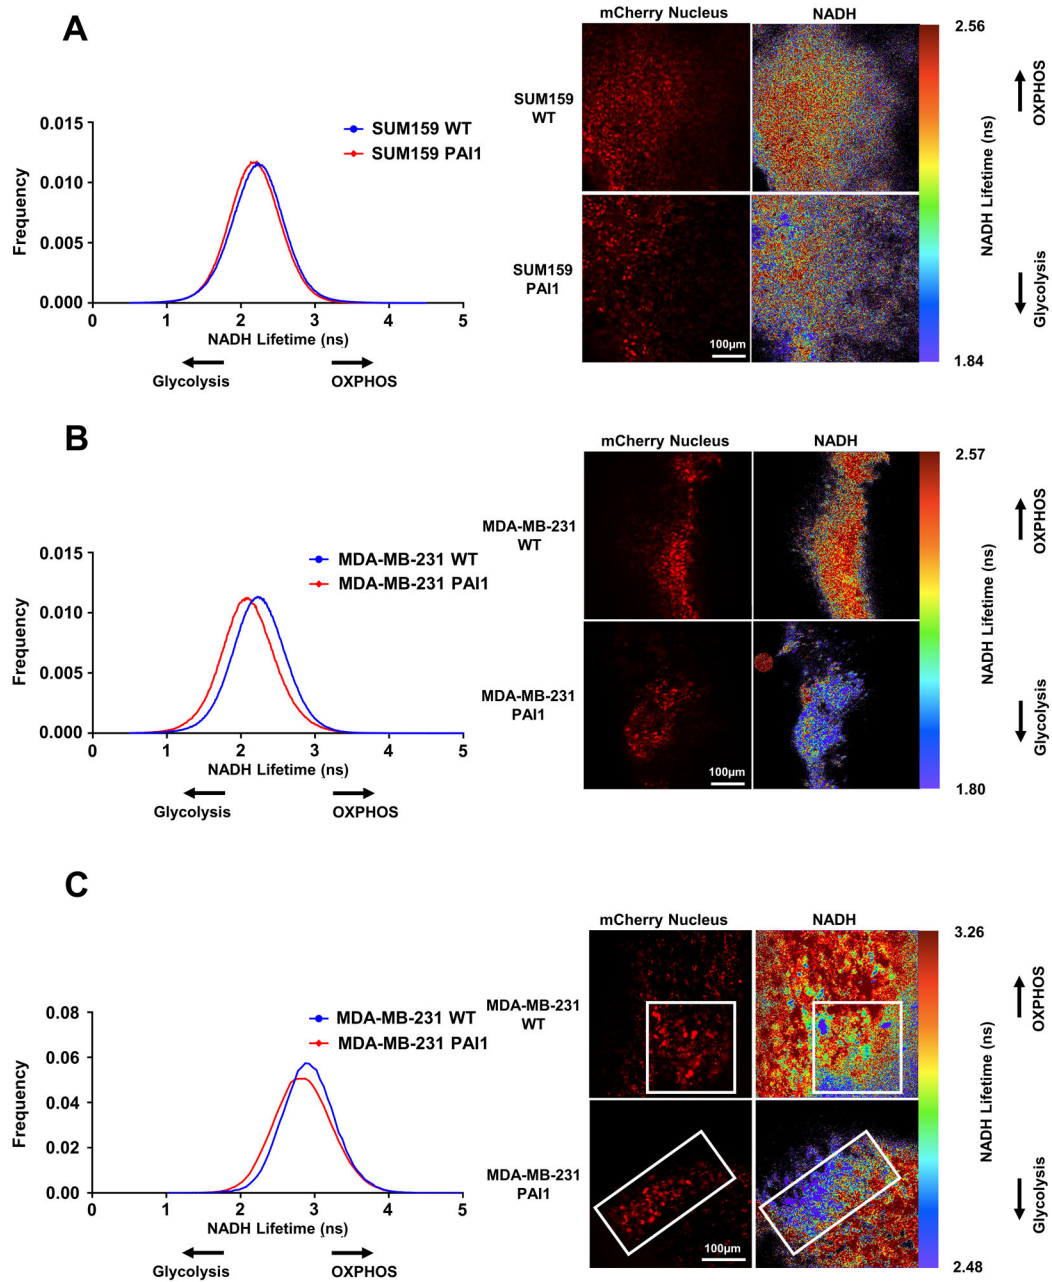 A
SUM159 WT
SUM159 PAI1
0.015
0.010
0.005
0.000
Frequency
0 1 2 3 4 5
NADH Lifetime (ns)
Glycolysis OXPHOS
mCherry Nucleus NADH
SUM159
WT
SUM159
PAI1
100µm
2.56
1.84
NADH Lifetime (ns)
OXPHOS
Glycolysis
B
MDA-MB-231 WT
MDA-MB-231 PAI1
0.015
0.010
0.005
0.000
Frequency
0 1 2 3 4 5
NADH Lifetime (ns)
Glycolysis OXPHOS
mCherry Nucleus NADH
MDA-MB-231
WT
MDA-MB-231
PAI1
100µm
2.57
1.80
NADH Lifetime (ns)
OXPHOS
Glycolysis
C
MDA-MB-231 WT
MDA-MB-231 PAI1
0.08
0.06
0.04
0.02
0.00
Frequency
0 1 2 3 4 5
NADH Lifetime (ns)
Glycolysis OXPHOS
mCherry Nucleus NADH
MDA-MB-231
WT
MDA-MB-231
PAI1
100µm
3.26
2.48
NADH Lifetime (ns)
OXPHOS
Glycolysis